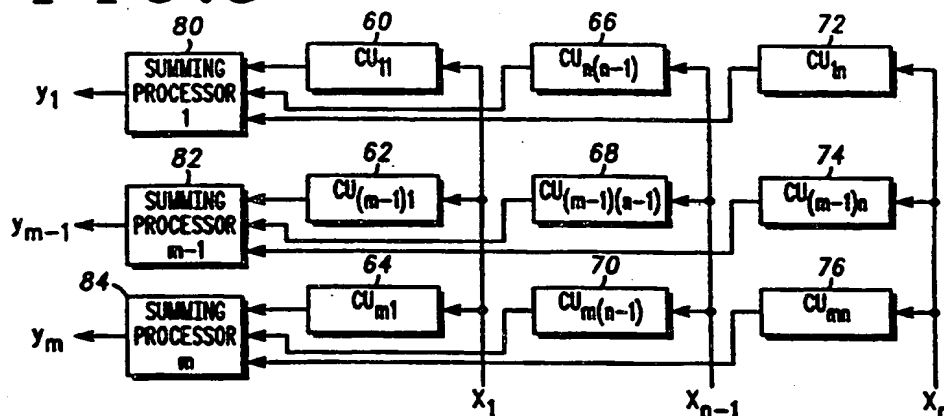 80 60 66 72
SUMMING PROCESSOR 1
CU11
CUn(n-1)
CU1n
y1
82 62 68 74
SUMMING PROCESSOR m-1
CU(m-1)1
CU(m-1)(n-1)
CU(m-1)n
ym-1
84 64 70 76
SUMMING PROCESSOR m
CUm1
CUm(n-1)
CUmn
ym
X1 Xn-1